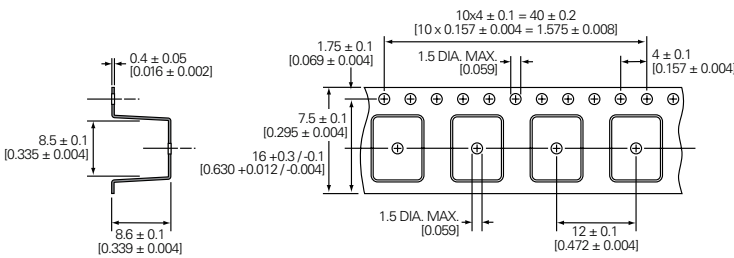 10x4 ± 0.1 = 40 ± 0.2
[10 x 0.157 ± 0.004 = 1.575 ± 0.008]
0.4 ± 0.05
[0.016 ± 0.002]
1.75 ± 0.1
[0.069 ± 0.004]
1.5 DIA. MAX.
[0.059]
4 ± 0.1
[0.157 ± 0.004]
8.5 ± 0.1
[0.335 ± 0.004]
7.5 ± 0.1
[0.295 ± 0.004]
16 +0.3 / -0.1
[0.630 +0.012 / -0.004]
8.6 ± 0.1
[0.339 ± 0.004]
1.5 DIA. MAX.
[0.059]
12 ± 0.1
[0.472 ± 0.004]